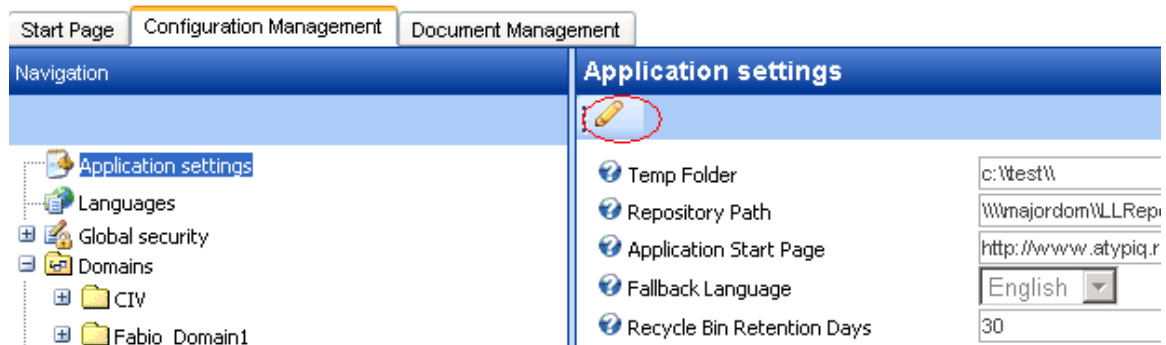 Start Page Configuration Management Document Management
Navigation
Application settings
Languages
Global security
Domains
CIV
Fabio_Domain1
Application settings
Temp Folder c:\\test\\
Repository Path \\\\majordom\\LLRepo
Application Start Page http://www.atypiq.r
Fallback Language English
Recycle Bin Retention Days 30